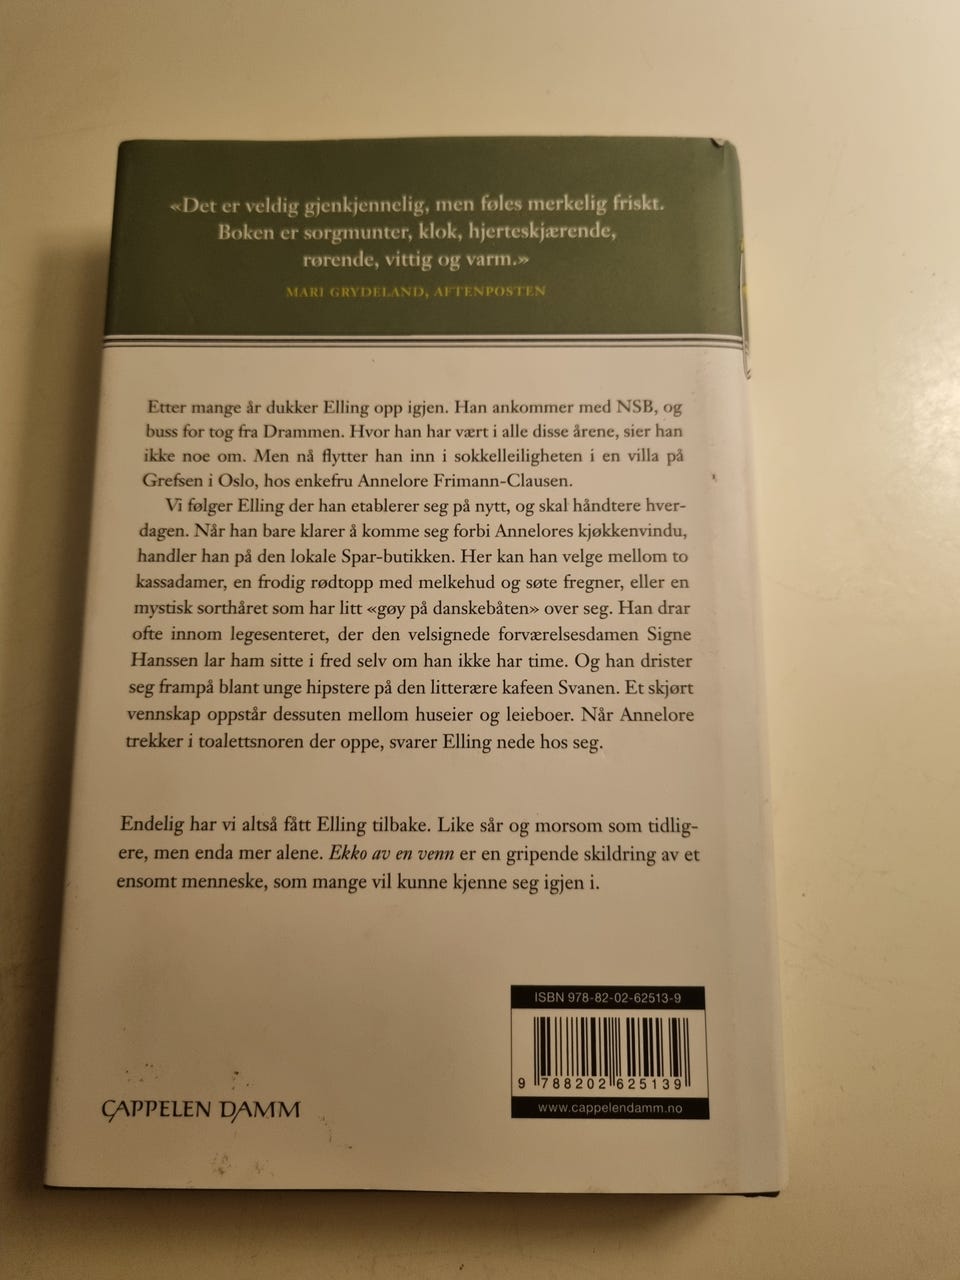 «Det er veldig gjenkjennelig, men føles merkelig friskt.
Boken er sorgmunter, klok, hjerteskjærende,
rørende, vittig og varm.»
MARI GRYDELAND, AFTENPOSTEN
Etter mange år dukker Elling opp igjen. Han ankommer med NSB, og
buss for tog fra Drammen. Hvor han har vært i alle disse årene, sier han
ikke noe om. Men nå flytter han inn i sokkelleiligheten i en villa på
Grefsen i Oslo, hos enkefru Annelore Frimann-Clausen.
Vi følger Elling der han etablerer seg på nytt, og skal håndtere hver-
dagen. Når han bare klarer å komme seg forbi Annelores kjøkkenvindu,
handler han på den lokale Spar-butikken. Her kan han velge mellom to
kassadamer, en frodig rødtopp med melkehud og søte fregner, eller en
mystisk sorthåret som har litt «gøy på danskebåten» over seg. Han drar
ofte innom legesenteret, der den velsignede forværelsesdamen Signe
Hanssen lar ham sitte i fred selv om han ikke har time. Og han drister
seg frampå blant unge hipstere på den litterære kafeen Svanen. Et skjørt
vennskap oppstår dessuten mellom huseier og leieboer. Når Annelore
trekker i toalettsnoren der oppe, svarer Elling nede hos seg.
Endelig har vi altså fått Elling tilbake. Like sår og morsom som tidlig-
ere, men enda mer alene. Ekko av en venn er en gripende skildring av et
ensomt menneske, som mange vil kunne kjenne seg igjen i.
ISBN 978-82-02-62513-9
9 788202 625139
www.cappelendamm.no
CAPPELEN DAMM